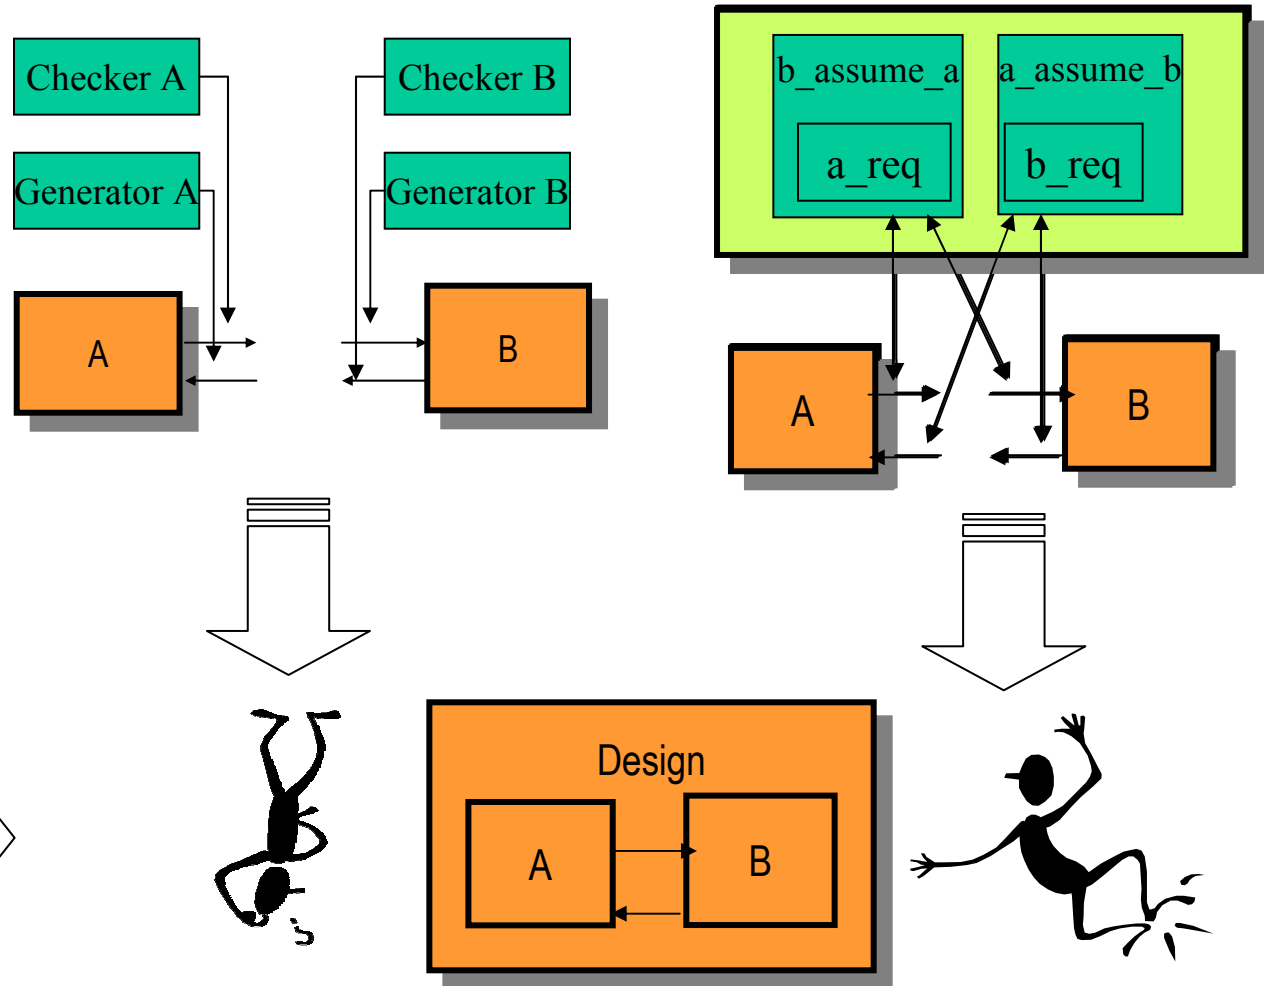 Checker A
Checker B
Generator A
Generator B
A
B
b_assume_a
a_assume_b
a_req
b_req
A
B
Design
A
B